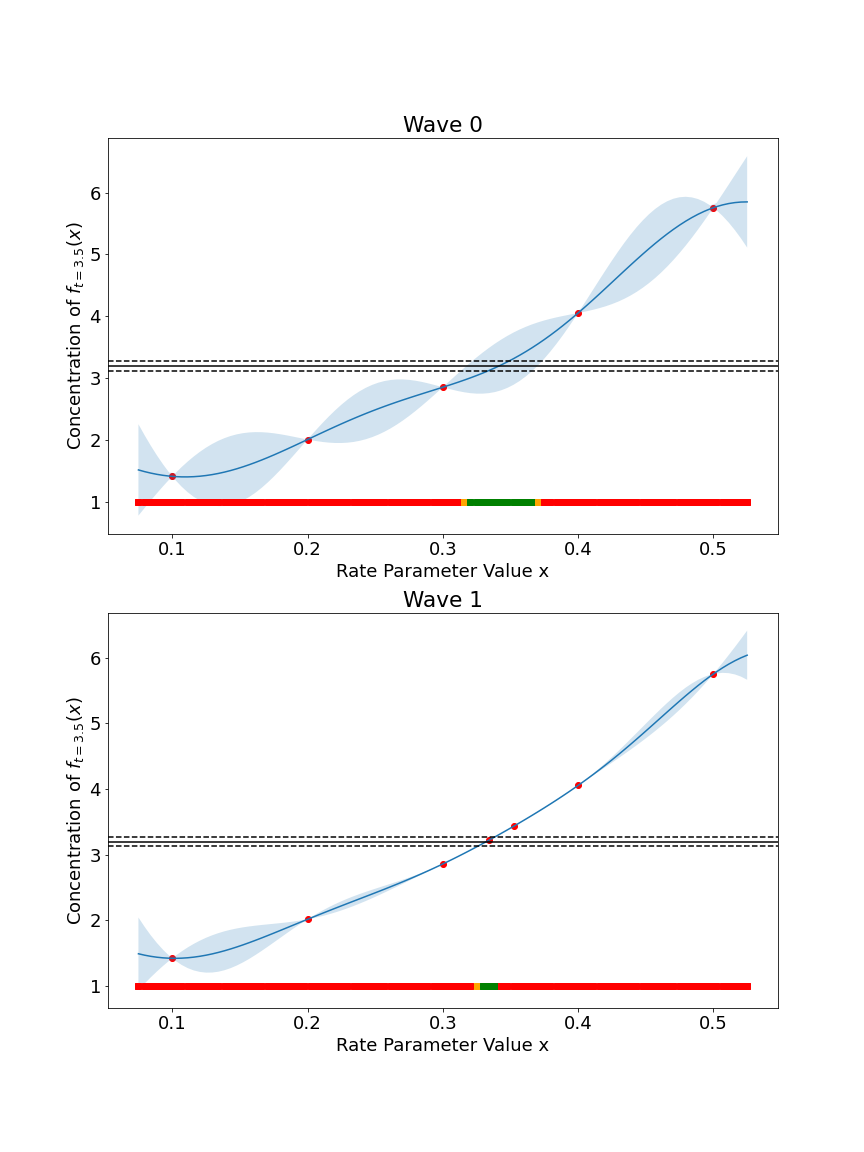 Wave 0
Concentration of f_{t=3.5}(x)
6
5
4
3
2
1
0.1 0.2 0.3 0.4 0.5
Rate Parameter Value x
Wave 1
Concentration of f_{t=3.5}(x)
6
5
4
3
2
1
0.1 0.2 0.3 0.4 0.5
Rate Parameter Value x